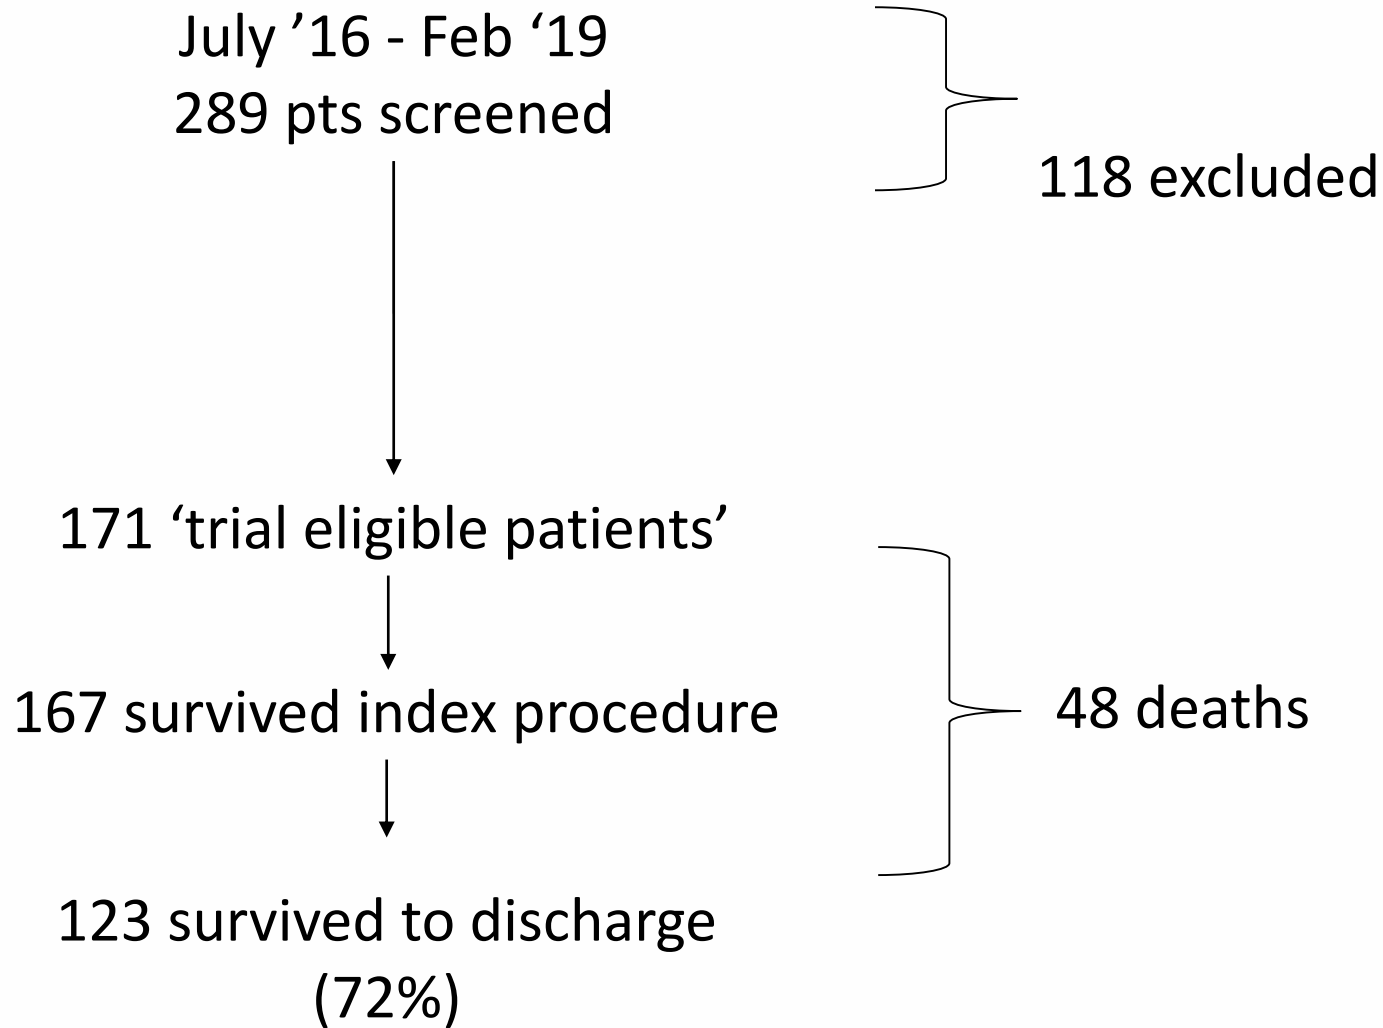 July ’16 - Feb ‘19
289 pts screened
118 excluded
171 ‘trial eligible patients’
167 survived index procedure
48 deaths
123 survived to discharge
(72%)